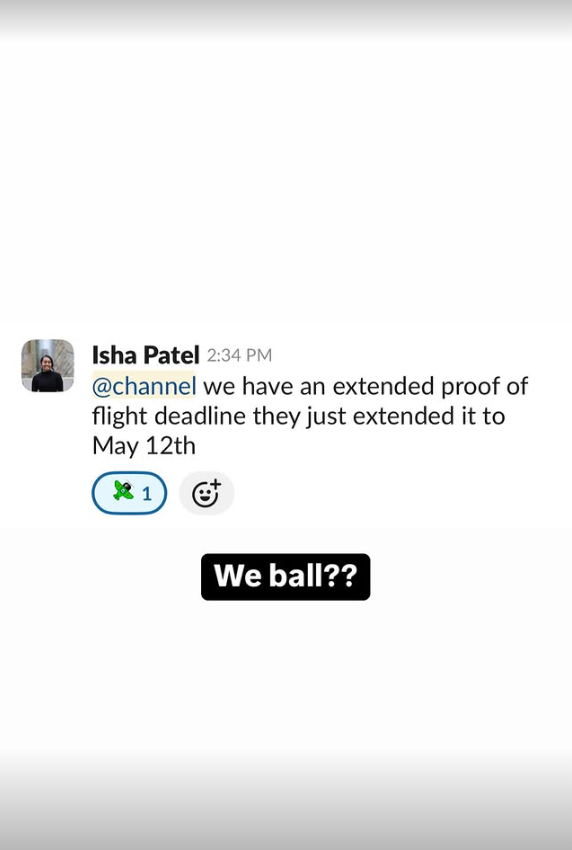 Isha Patel 2:34 PM
@channel we have an extended proof of
flight deadline they just extended it to
May 12th
1
We ball??